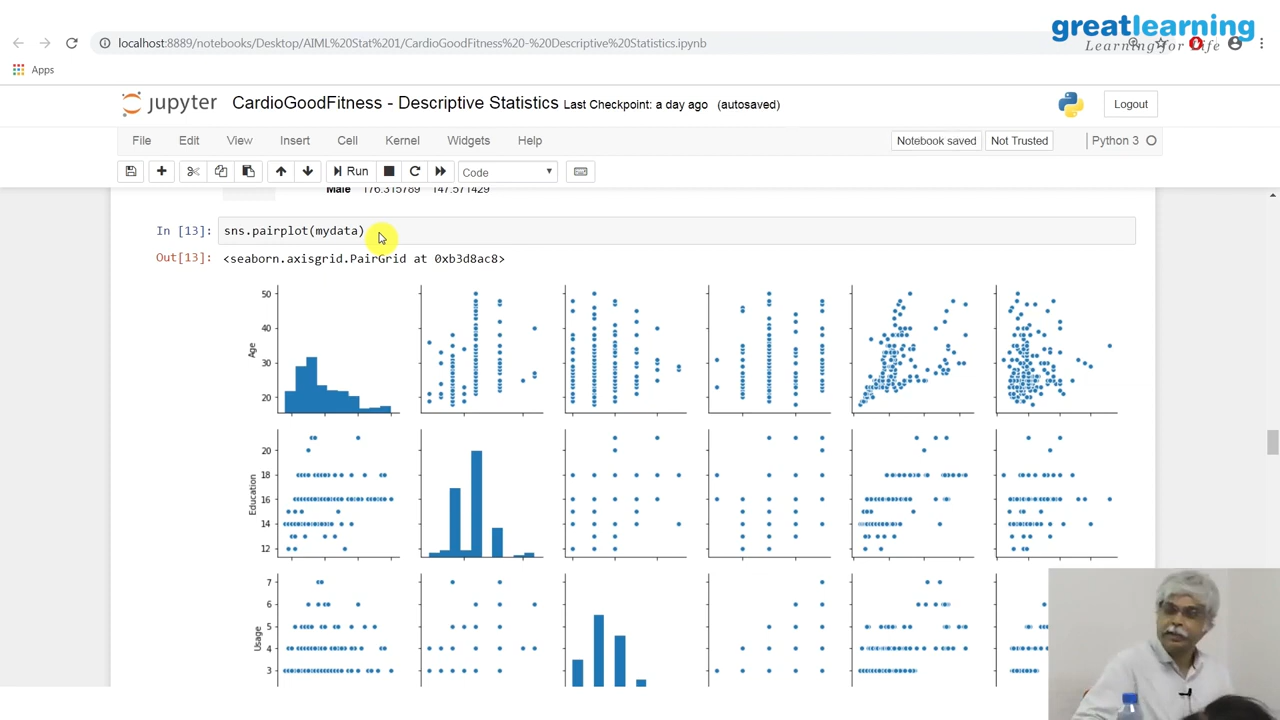 greatlearning
Learning for Life
localhost:8889/notebooks/Desktop/AIML%20Stat%201/CardioGoodFitness%20-%20Descriptive%20Statistics.ipynb
Apps
jupyter CardioGoodFitness - Descriptive Statistics Last Checkpoint: a day ago (autosaved)
Logout
File Edit View Insert Cell Kernel Widgets Help
Notebook saved Not Trusted Python 3
Run Code
Male 176.315789 147.571429
In [13]: sns.pairplot(mydata)
Out[13]: <seaborn.axisgrid.PairGrid at 0xb3d8ac8>
50
40
Age
30
20
20
18
Education
16
14
12
7
6
5
Usage
4
3